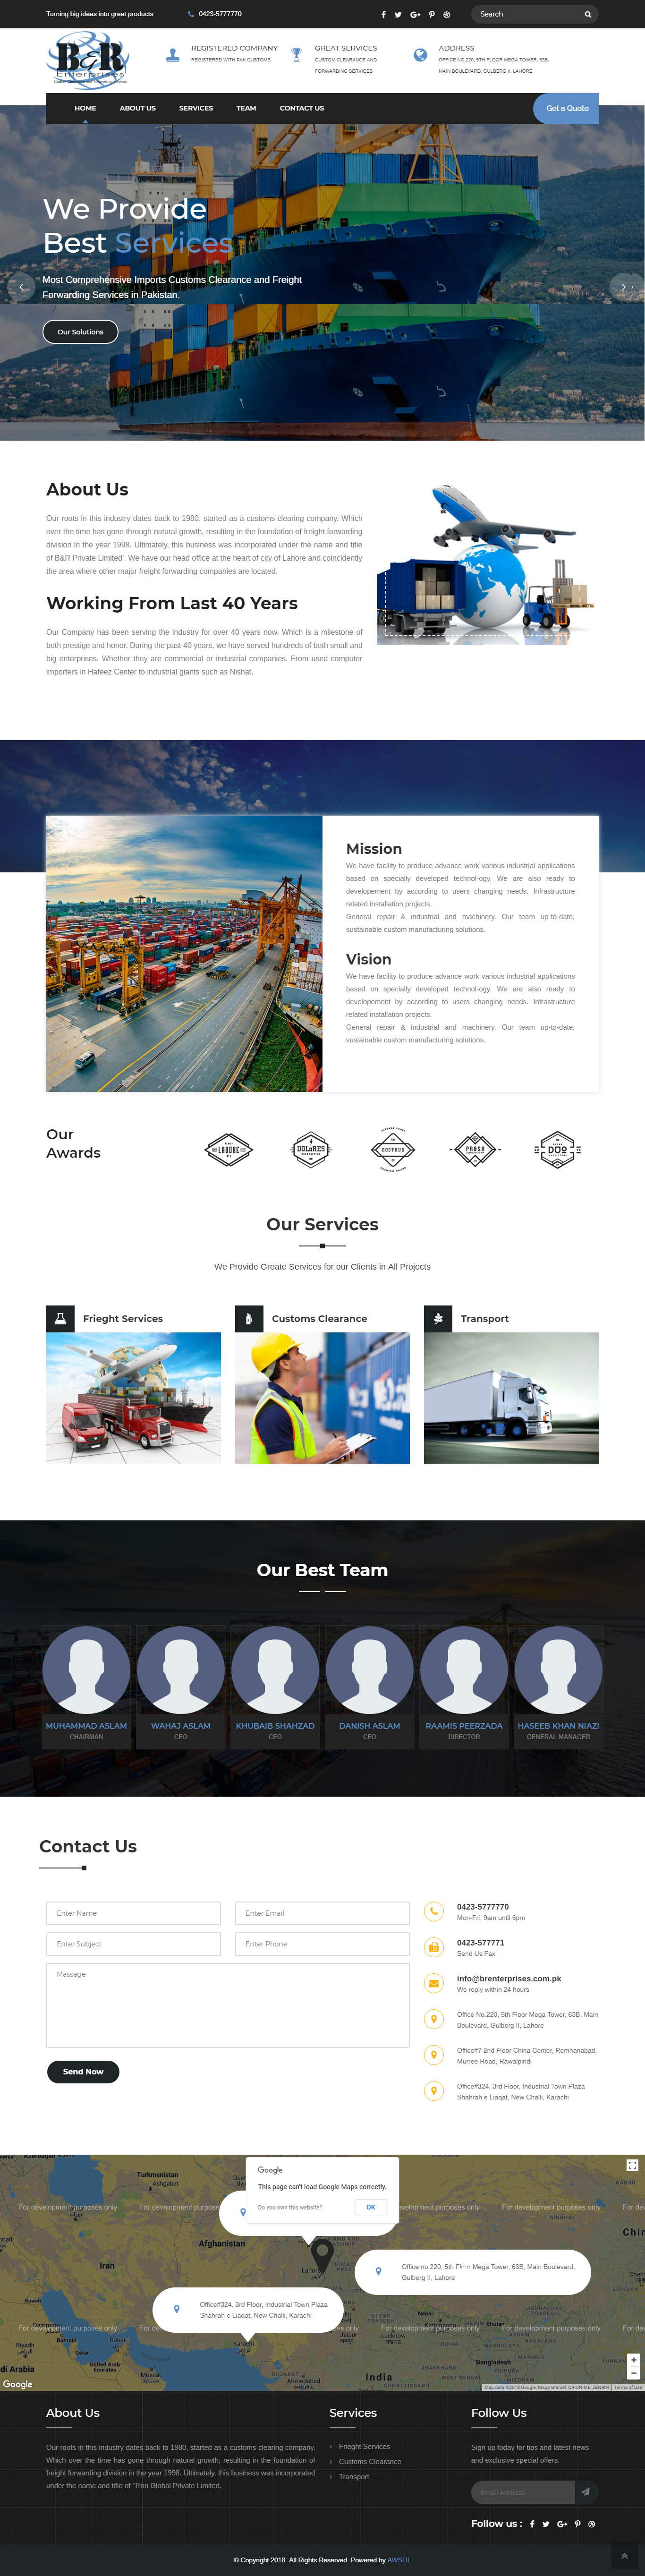 Turning big ideas into great products
0423-5777770
Search
B&R
Enterprises
REGISTERED COMPANY
REGISTERED WITH PAK CUSTOMS
GREAT SERVICES
CUSTOM CLEARANCE AND
FORWARDING SERVICES
ADDRESS
OFFICE NO 220, 5TH FLOOR MEGA TOWER, 63B,
MAIN BOULEVARD, GULBERG II, LAHORE
HOME
ABOUT US
SERVICES
TEAM
CONTACT US
Get a Quote
We Provide
Best Services
Most Comprehensive Imports Customs Clearance and Freight
Forwarding Services in Pakistan.
Our Solutions
About Us
Our roots in this industry dates back to 1980, started as a customs clearing company. Which
over the time has gone through natural growth, resulting in the foundation of freight forwarding
division in the year 1998. Ultimately, this business was incorporated under the name and title
of B&R Private Limited'. We have our head office at the heart of city of Lahore and coincidently
the area where other major freight forwarding companies are located.
Working From Last 40 Years
Our Company has been serving the industry for over 40 years now. Which is a milestone of
both prestige and honor. During the past 40 years, we have served hundreds of both small and
big enterprises. Whether they are commercial or industrial companies. From used computer
importers in Hafeez Center to industrial giants such as Nishat.
Mission
We have facility to produce advance work various industrial applications
based on specially developed technol-ogy. We are also ready to
developement by according to users changing needs. Infrastructure
related installation projects.
General repair & industrial and machinery. Our team up-to-date,
sustainable custom manufacturing solutions.
Vision
We have facility to produce advance work various industrial applications
based on specially developed technol-ogy. We are also ready to
developement by according to users changing needs. Infrastructure
related installation projects.
General repair & industrial and machinery. Our team up-to-date,
sustainable custom manufacturing solutions.
Our
Awards
LABORE
DOLORES
NOSTRUD
PROSA
DUO
Our Services
We Provide Greate Services for our Clients in All Projects
Frieght Services
Customs Clearance
Transport
Our Best Team
MUHAMMAD ASLAM
CHAIRMAN
WAHAJ ASLAM
CEO
KHUBAIB SHAHZAD
CEO
DANISH ASLAM
CEO
RAAMIS PEERZADA
DIRECTOR
HASEEB KHAN NIAZI
GENERAL MANAGER
Contact Us
Enter Name
Enter Email
Enter Subject
Enter Phone
Massage
Send Now
0423-5777770
Mon-Fri, 9am until 6pm
0423-577771
Send Us Fax
info@brenterprises.com.pk
We reply within 24 hours
Office No.220, 5th Floor Mega Tower, 63B, Main
Boulevard, Gulberg II, Lahore
Office#7 2nd Floor China Center, Remhanabad,
Murree Road, Rawalpindi
Office#324, 3rd Floor, Industrial Town Plaza
Shahrah e Liaqat, New Challi, Karachi
Google
This page can't load Google Maps correctly.
Do you own this website?
OK
Turkmenistan
Ashgabat
For development purposes only
Afghanistan
Iran
Lahore
Office no.220, 5th Floor Mega Tower, 63B, Main Boulevard,
Gulberg II, Lahore
Office#324, 3rd Floor, Industrial Town Plaza
Shahrah e Liaqat, New Challi, Karachi
For development purposes only
Kuwait
Bahrain
Qatar
Dubai
Riyadh
United Arab
Emirates
Muscat
Karachi
Jaipur
Lucknow
Nepal
Bhutan
Bangladesh
India
Ahmedabad
Google
Map data ©2018 Google, Mapa GISrael, ORION-ME, ZENRIN
Terms of Use
About Us
Our roots in this industry dates back to 1980, started as a customs clearing company.
Which over the time has gone through natural growth, resulting in the foundation of
freight forwarding division in the year 1998. Ultimately, this business was incorporated
under the name and title of 'Tron Global Private Limited.
Services
Frieght Services
Customs Clearance
Transport
Follow Us
Sign up today for tips and latest news
and exclusive special offers.
Email Address
Follow us :
© Copyright 2018. All Rights Reserved. Powered by AWSOL